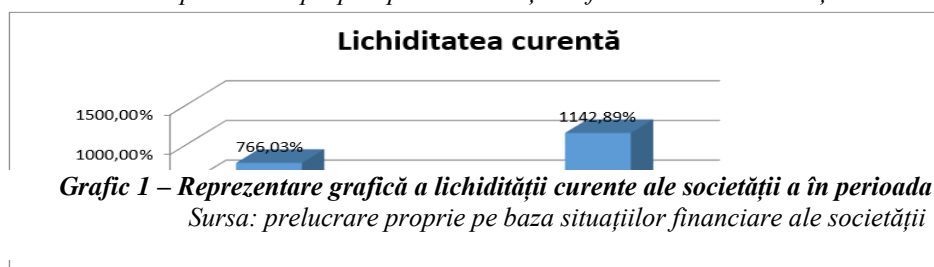 Lichiditatea curentă
1500,00%
1142,89%
1000,00%
766,03%
Grafic 1 – Reprezentare grafică a lichidității curente ale societății a în perioada
Sursa: prelucrare proprie pe baza situațiilor financiare ale societății